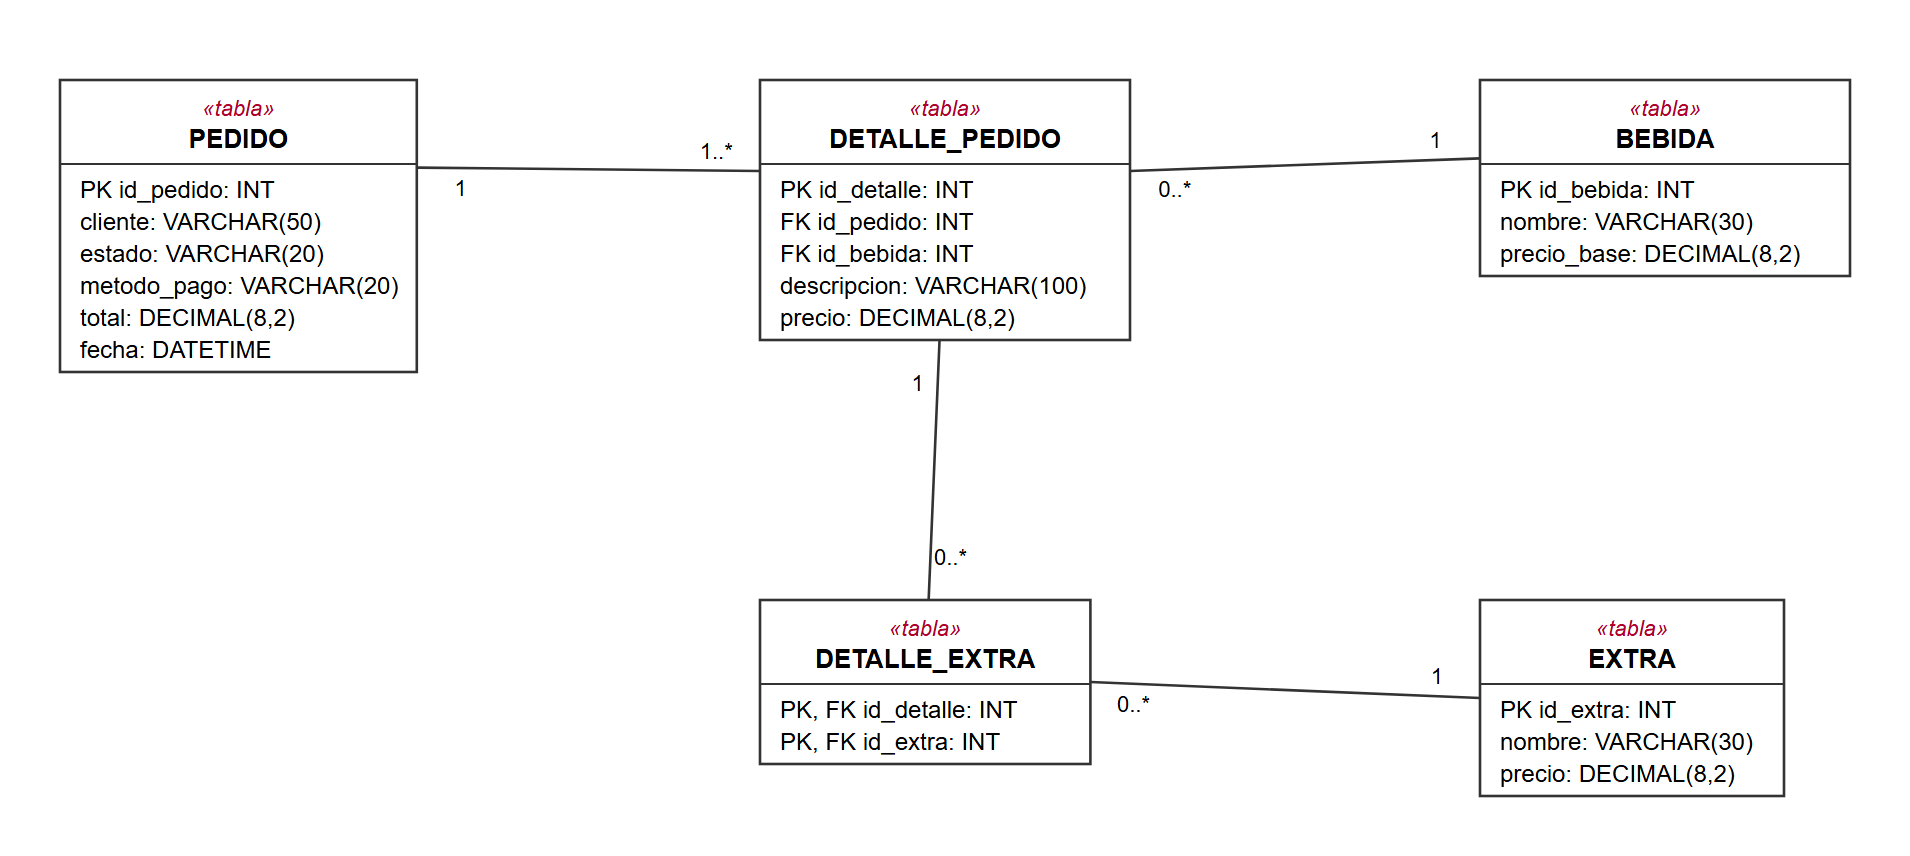 «tabla»
PEDIDO
PK id_pedido: INT
cliente: VARCHAR(50)
estado: VARCHAR(20)
metodo_pago: VARCHAR(20)
total: DECIMAL(8,2)
fecha: DATETIME
1
1..*
«tabla»
DETALLE_PEDIDO
PK id_detalle: INT
FK id_pedido: INT
FK id_bebida: INT
descripcion: VARCHAR(100)
precio: DECIMAL(8,2)
0..*
1
«tabla»
BEBIDA
PK id_bebida: INT
nombre: VARCHAR(30)
precio_base: DECIMAL(8,2)
1
0..*
«tabla»
DETALLE_EXTRA
PK, FK id_detalle: INT
PK, FK id_extra: INT
0..*
1
«tabla»
EXTRA
PK id_extra: INT
nombre: VARCHAR(30)
precio: DECIMAL(8,2)